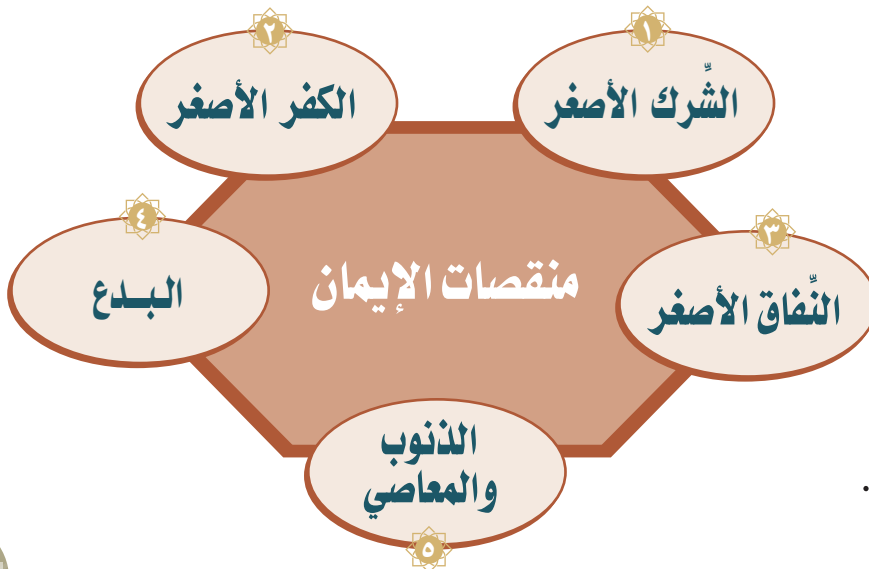 ١
الشِّرك الأصغر
٢
الكفر الأصغر
٣
النِّفاق الأصغر
٤
البـدع
منقصات الإيمان
الذنوب
والمعاصي
٥
.